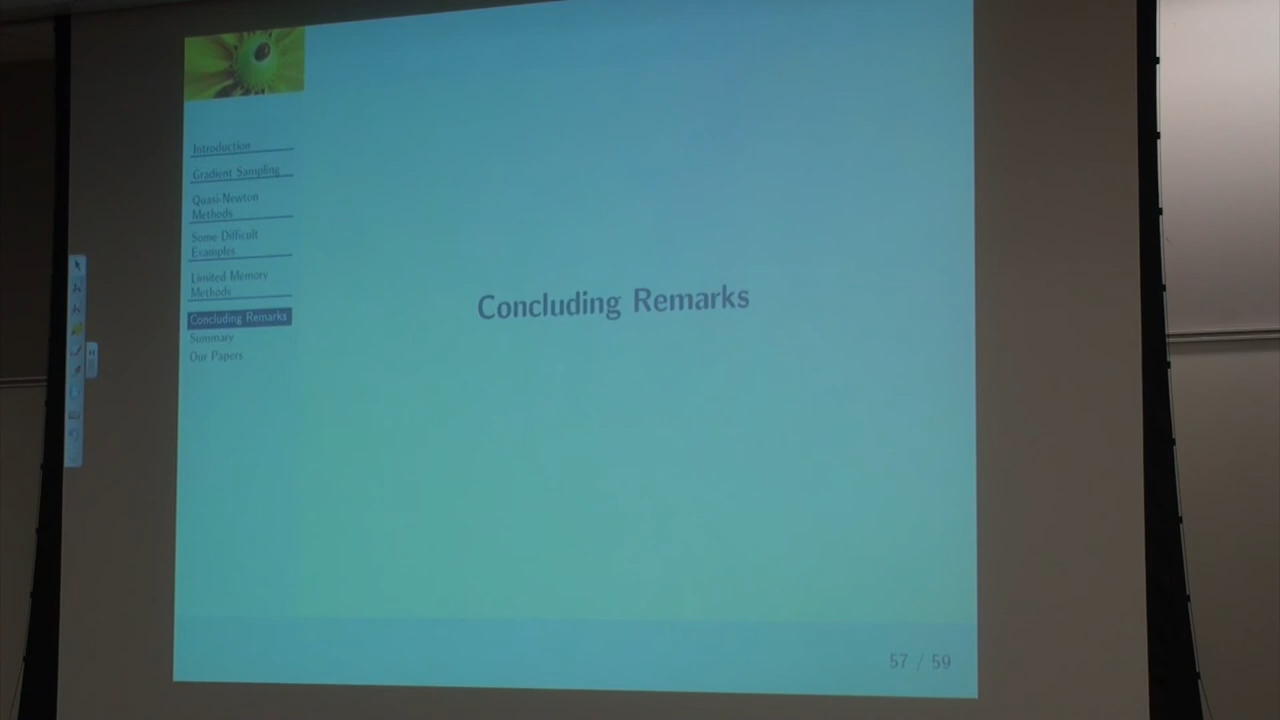 Introduction
Gradient Sampling
Quasi-Newton
Methods
Some Difficult
Examples
Limited Memory
Methods
Concluding Remarks
Summary
Our Papers
Concluding Remarks
57 / 59